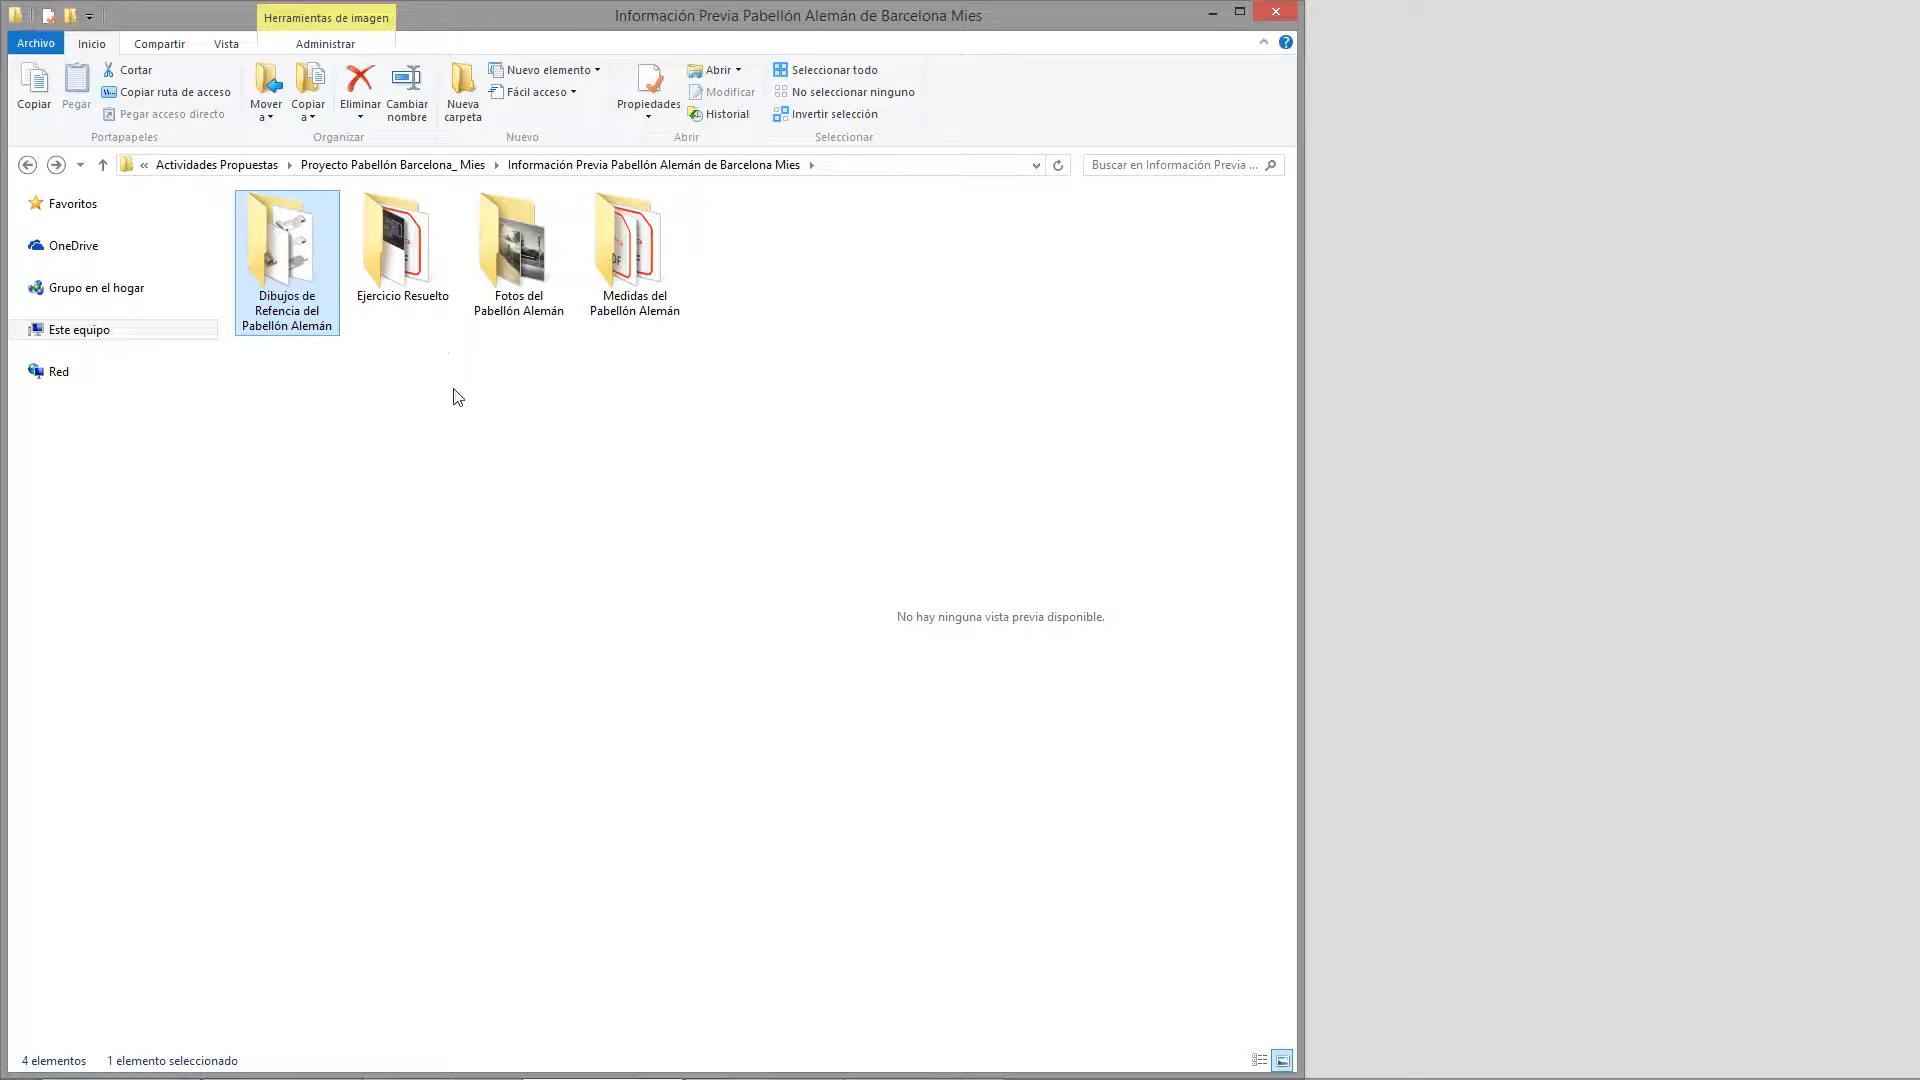 Herramientas de imagen
Información Previa Pabellón Alemán de Barcelona Mies
Archivo
Inicio
Compartir
Vista
Administrar
Copiar
Pegar
Cortar
Copiar ruta de acceso
Pegar acceso directo
Portapapeles
Mover a
Copiar a
Eliminar
Cambiar nombre
Organizar
Nueva carpeta
Nuevo elemento
Fácil acceso
Nuevo
Propiedades
Abrir
Modificar
Historial
Abrir
Seleccionar todo
No seleccionar ninguno
Invertir selección
Seleccionar
« Actividades Propuestas
Proyecto Pabellón Barcelona_ Mies
Información Previa Pabellón Alemán de Barcelona Mies
Buscar en Información Previa ...
Favoritos
OneDrive
Grupo en el hogar
Este equipo
Red
Dibujos de
Refencia del
Pabellón Alemán
Ejercicio Resuelto
Fotos del
Pabellón Alemán
Medidas del
Pabellón Alemán
No hay ninguna vista previa disponible.
4 elementos
1 elemento seleccionado